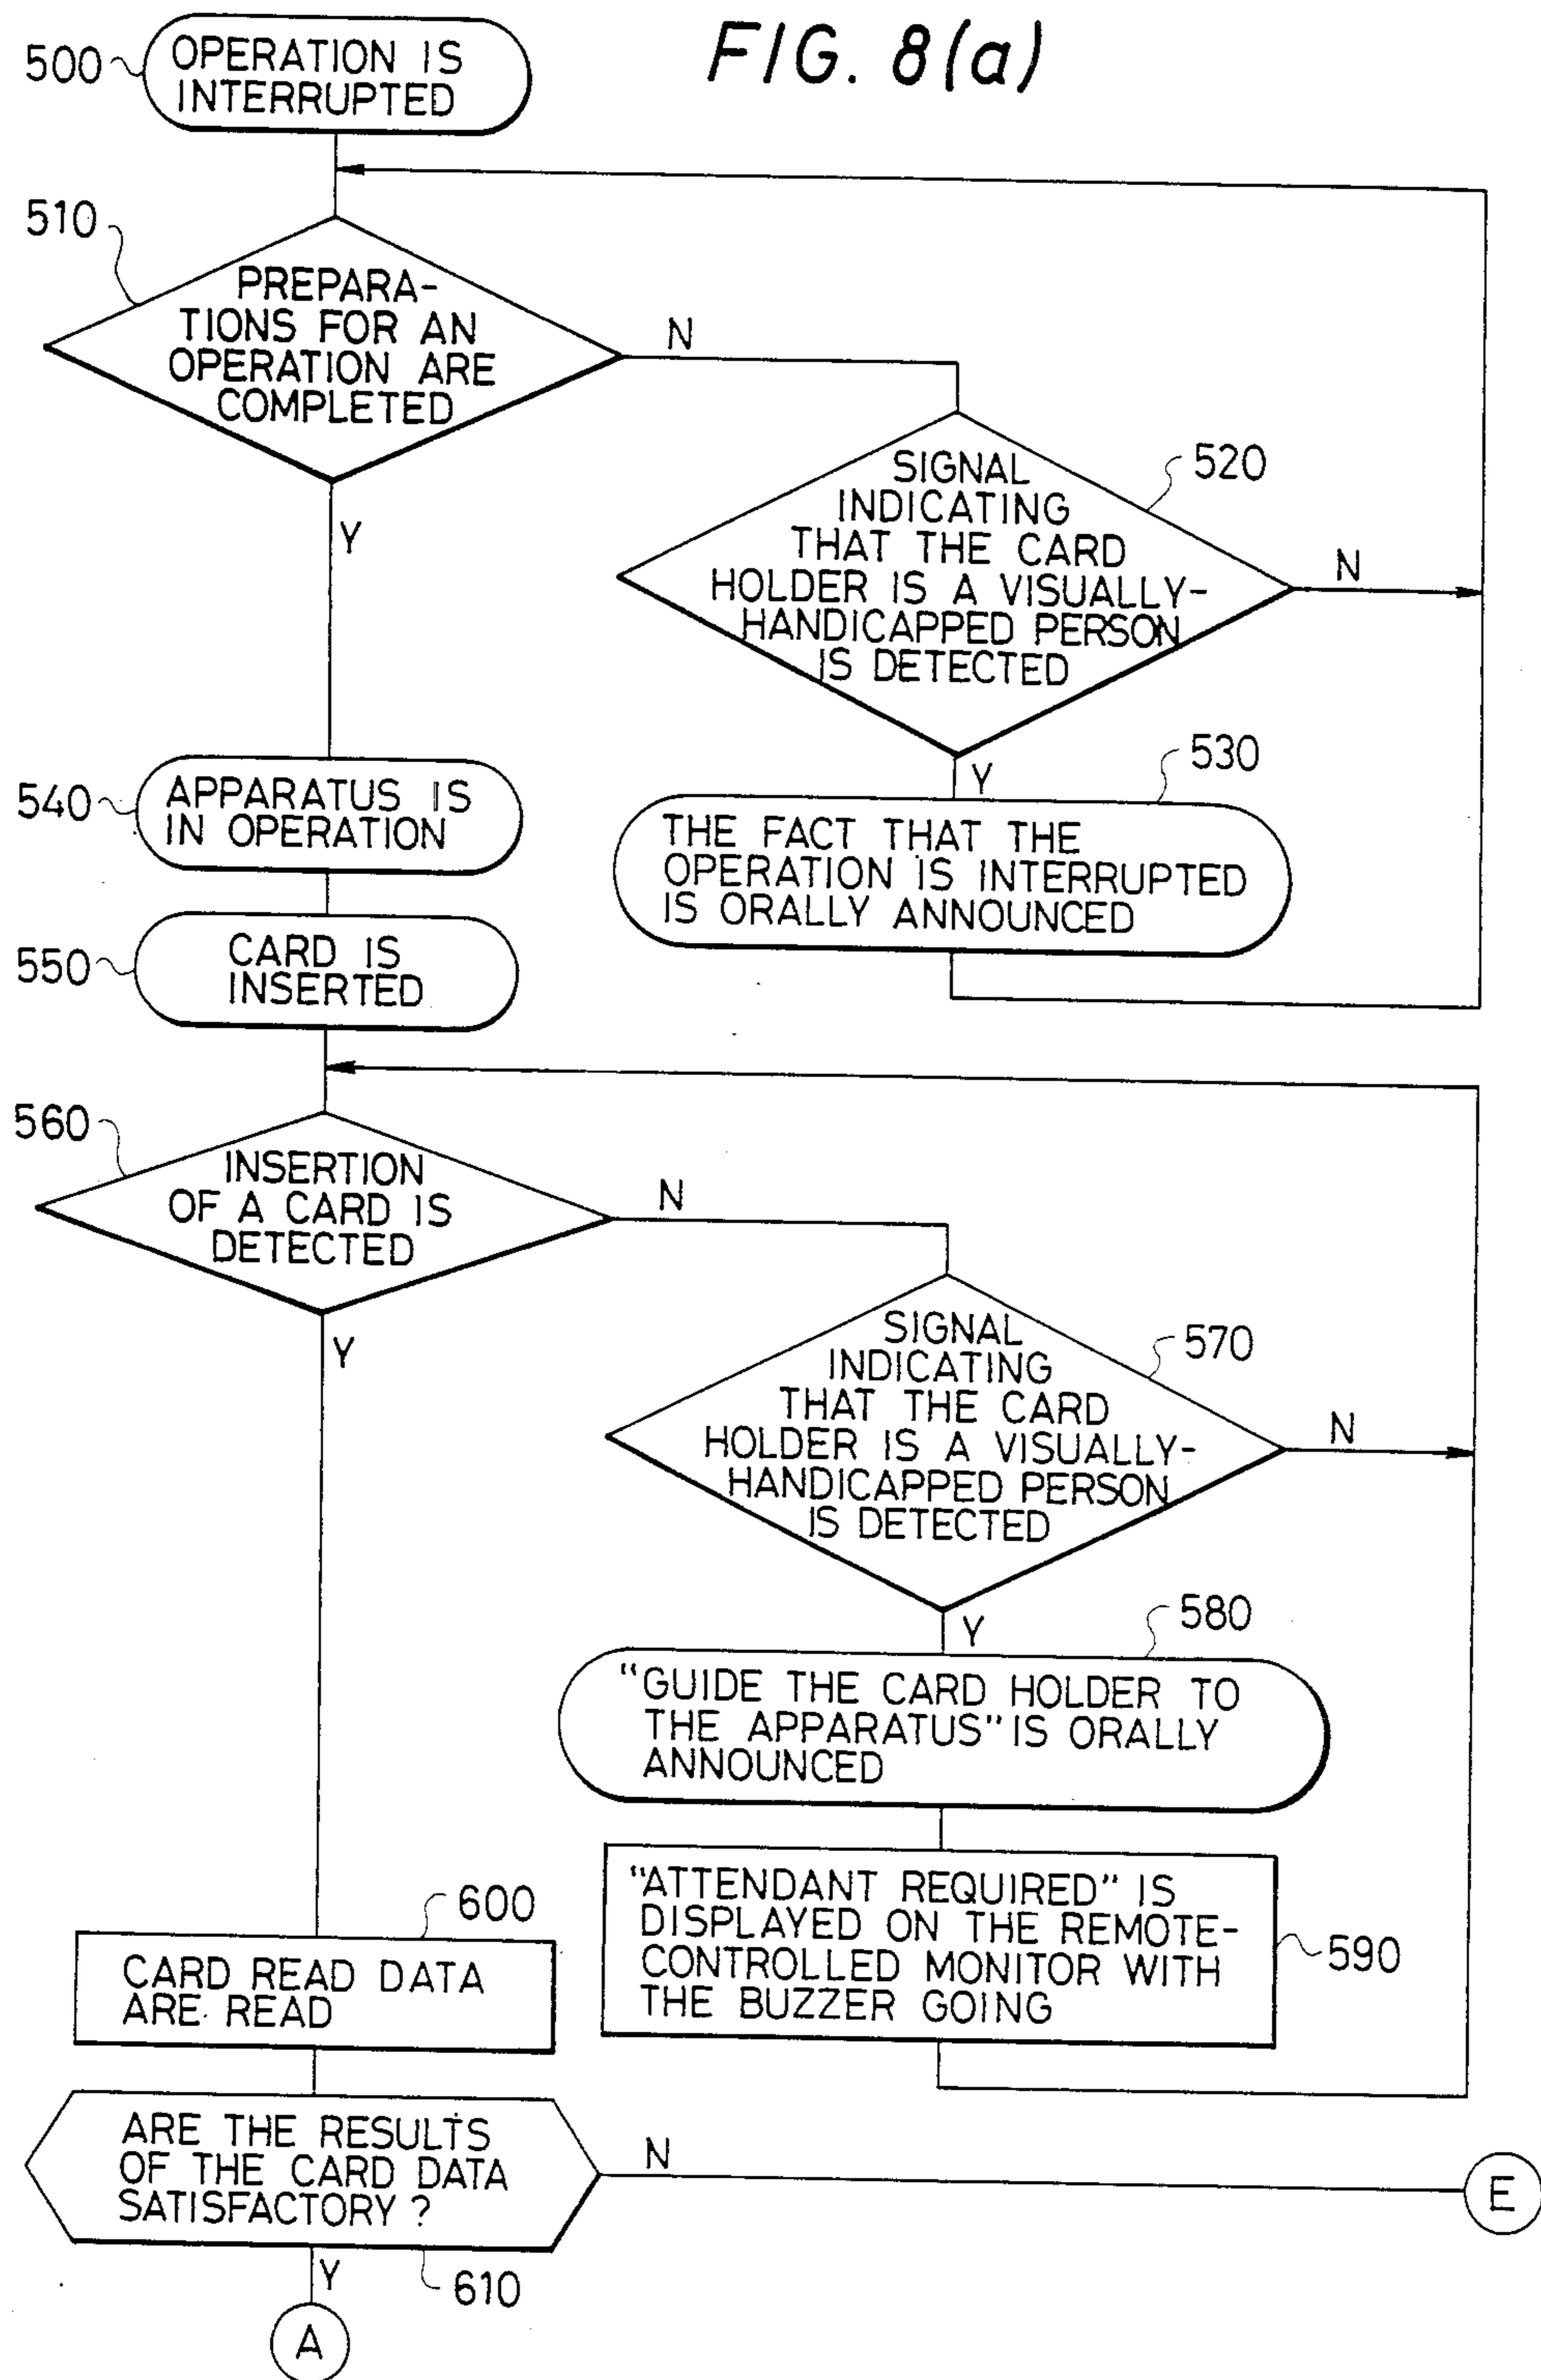 FIG. 8(a)
500
OPERATION IS
INTERRUPTED
510
PREPARA-
TIONS FOR AN
OPERATION ARE
COMPLETED
N
Y
520
SIGNAL
INDICATING
THAT THE CARD
HOLDER IS A VISUALLY-
HANDICAPPED PERSON
IS DETECTED
N
Y
530
THE FACT THAT THE
OPERATION IS INTERRUPTED
IS ORALLY ANNOUNCED
540
APPARATUS IS
IN OPERATION
550
CARD IS
INSERTED
560
INSERTION
OF A CARD IS
DETECTED
N
Y
570
SIGNAL
INDICATING
THAT THE CARD
HOLDER IS A VISUALLY-
HANDICAPPED PERSON
IS DETECTED
N
Y
580
"GUIDE THE CARD HOLDER TO
THE APPARATUS" IS ORALLY
ANNOUNCED
590
"ATTENDANT REQUIRED" IS
DISPLAYED ON THE REMOTE-
CONTROLLED MONITOR WITH
THE BUZZER GOING
600
CARD READ DATA
ARE READ
ARE THE RESULTS
OF THE CARD DATA
SATISFACTORY?
N
E
Y
610
A